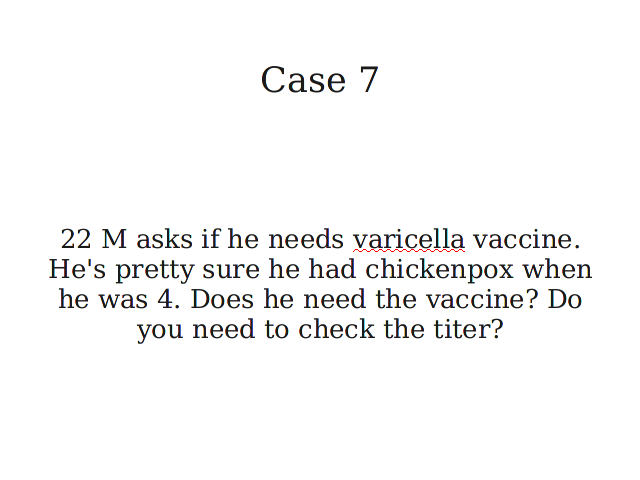 Case 7
22 M asks if he needs varicella vaccine.
He's pretty sure he had chickenpox when
he was 4. Does he need the vaccine? Do
you need to check the titer?